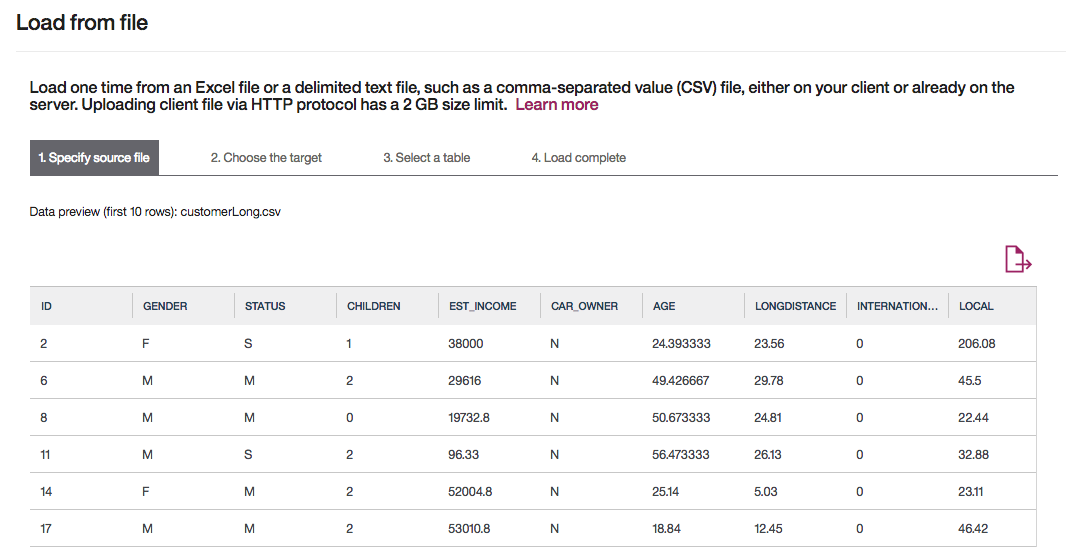 Load from file
Load one time from an Excel file or a delimited text file, such as a comma-separated value (CSV) file, either on your client or already on the
server. Uploading client file via HTTP protocol has a 2 GB size limit. Learn more
1. Specify source file 2. Choose the target 3. Select a table 4. Load complete
Data preview (first 10 rows): customerLong.csv
ID GENDER STATUS CHILDREN EST_INCOME CAR_OWNER AGE LONGDISTANCE INTERNATION... LOCAL
2 F S 1 38000 N 24.393333 23.56 0 206.08
6 M M 2 29616 N 49.426667 29.78 0 45.5
8 M M 0 19732.8 N 50.673333 24.81 0 22.44
11 M S 2 96.33 N 56.473333 26.13 0 32.88
14 F M 2 52004.8 N 25.14 5.03 0 23.11
17 M M 2 53010.8 N 18.84 12.45 0 46.42